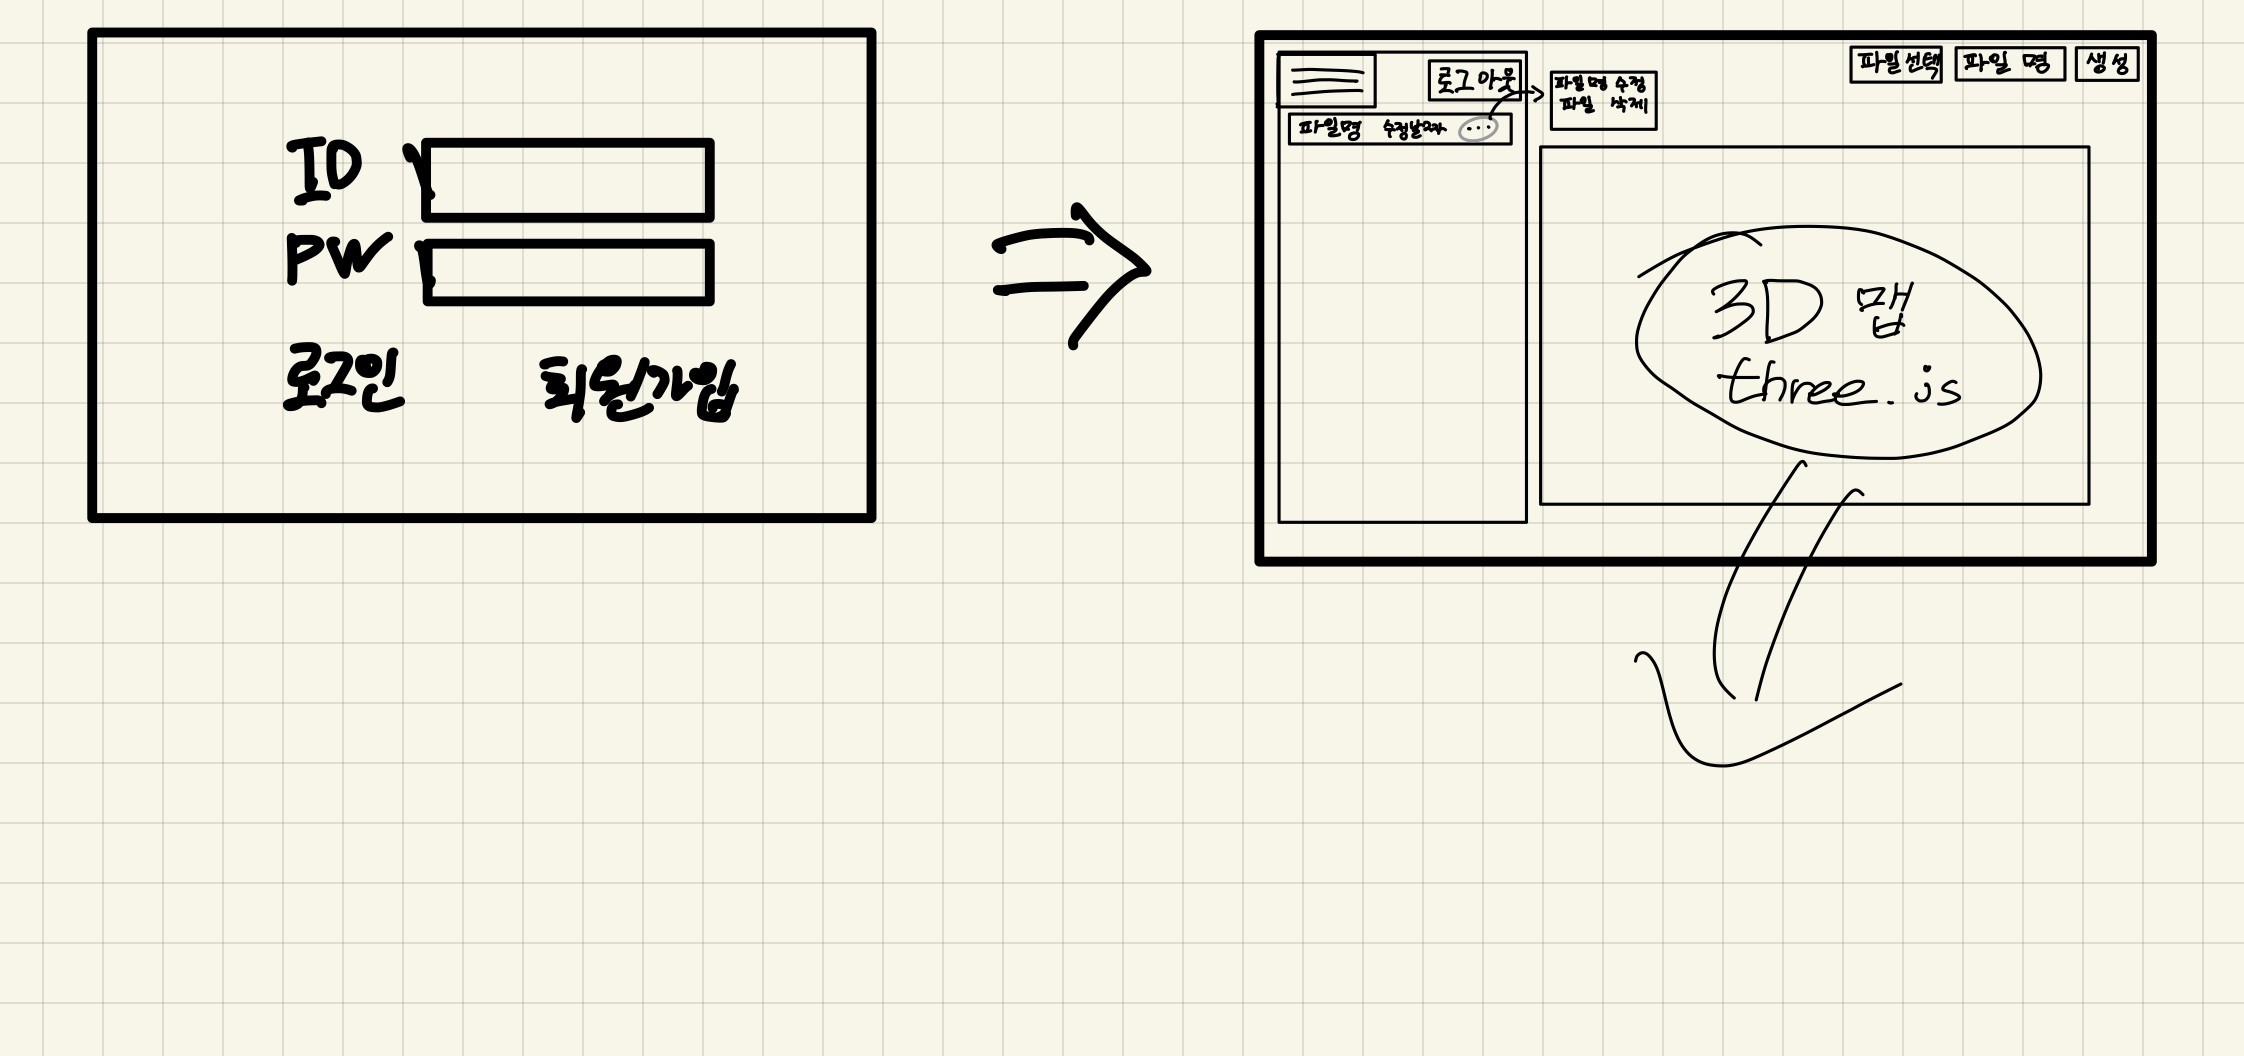 ID
PW
로그인 회원가입
로그아웃
파일명 수정날짜 ...
파일명 수정
파일 삭제
파일선택 파일 명 생성
3D 맵
three.js